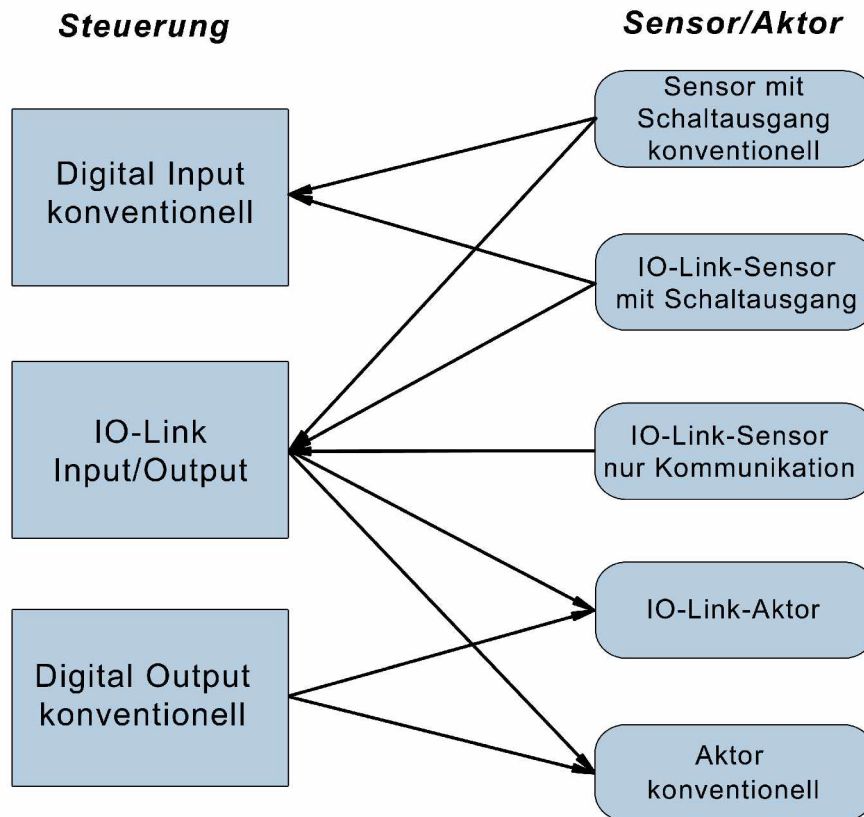 Steuerung
Sensor/Aktor
Digital Input
konventionell
IO-Link
Input/Output
Digital Output
konventionell
Sensor mit
Schaltausgang
konventionell
IO-Link-Sensor
mit Schaltausgang
IO-Link-Sensor
nur Kommunikation
IO-Link-Aktor
Aktor
konventionell